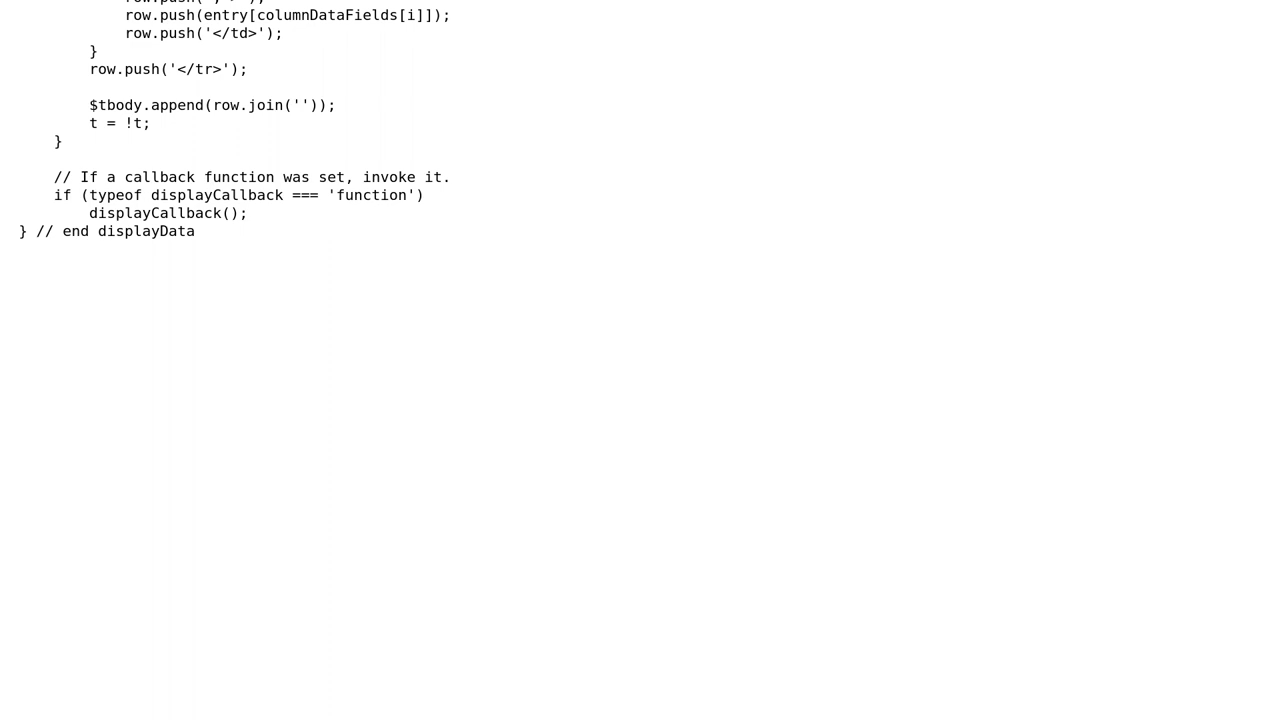 row.push(entry[columnDataFields[i]]);
row.push('</td>');
}
row.push('</tr>');
$tbody.append(row.join(''));
t = !t;
}
// If a callback function was set, invoke it.
if (typeof displayCallback === 'function')
displayCallback();
} // end displayData